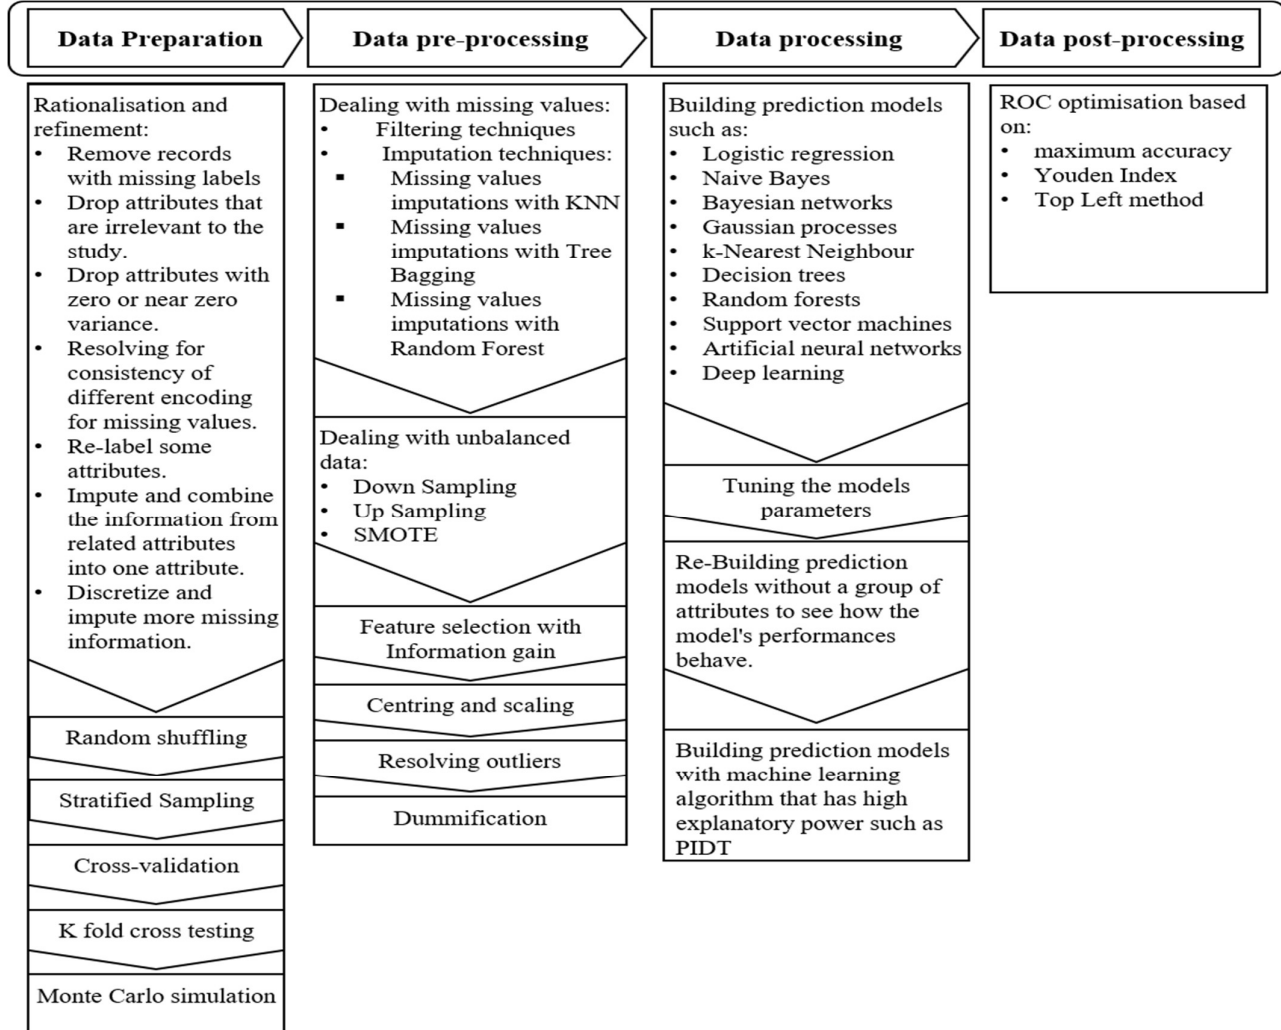 Data Preparation
Data pre-processing
Data processing
Data post-processing
Rationalisation and
refinement:
• Remove records
with missing labels
• Drop attributes that
are irrelevant to the
study.
• Drop attributes with
zero or near zero
variance.
• Resolving for
consistency of
different encoding
for missing values.
• Re-label some
attributes.
• Impute and combine
the information from
related attributes
into one attribute.
• Discretize and
impute more missing
information.
Random shuffling
Stratified Sampling
Cross-validation
K fold cross testing
Monte Carlo simulation
Dealing with missing values:
• Filtering techniques
• Imputation techniques:
▪ Missing values
imputations with KNN
▪ Missing values
imputations with Tree
Bagging
▪ Missing values
imputations with
Random Forest
Dealing with unbalanced
data:
• Down Sampling
• Up Sampling
• SMOTE
Feature selection with
Information gain
Centring and scaling
Resolving outliers
Dummification
Building prediction models
such as:
• Logistic regression
• Naive Bayes
• Bayesian networks
• Gaussian processes
• k-Nearest Neighbour
• Decision trees
• Random forests
• Support vector machines
• Artificial neural networks
• Deep learning
Tuning the models
parameters
Re-Building prediction
models without a group of
attributes to see how the
model's performances
behave.
Building prediction models
with machine learning
algorithm that has high
explanatory power such as
PIDT
ROC optimisation based
on:
• maximum accuracy
• Youden Index
• Top Left method